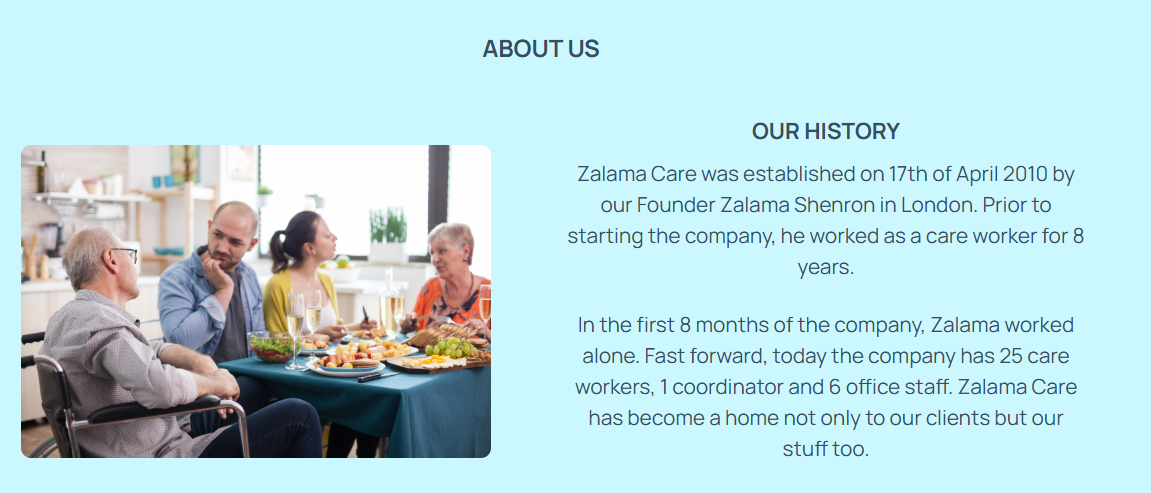 ABOUT US
OUR HISTORY
Zalama Care was established on 17th of April 2010 by
our Founder Zalama Shenron in London. Prior to
starting the company, he worked as a care worker for 8
years.
In the first 8 months of the company, Zalama worked
alone. Fast forward, today the company has 25 care
workers, 1 coordinator and 6 office staff. Zalama Care
has become a home not only to our clients but our
stuff too.